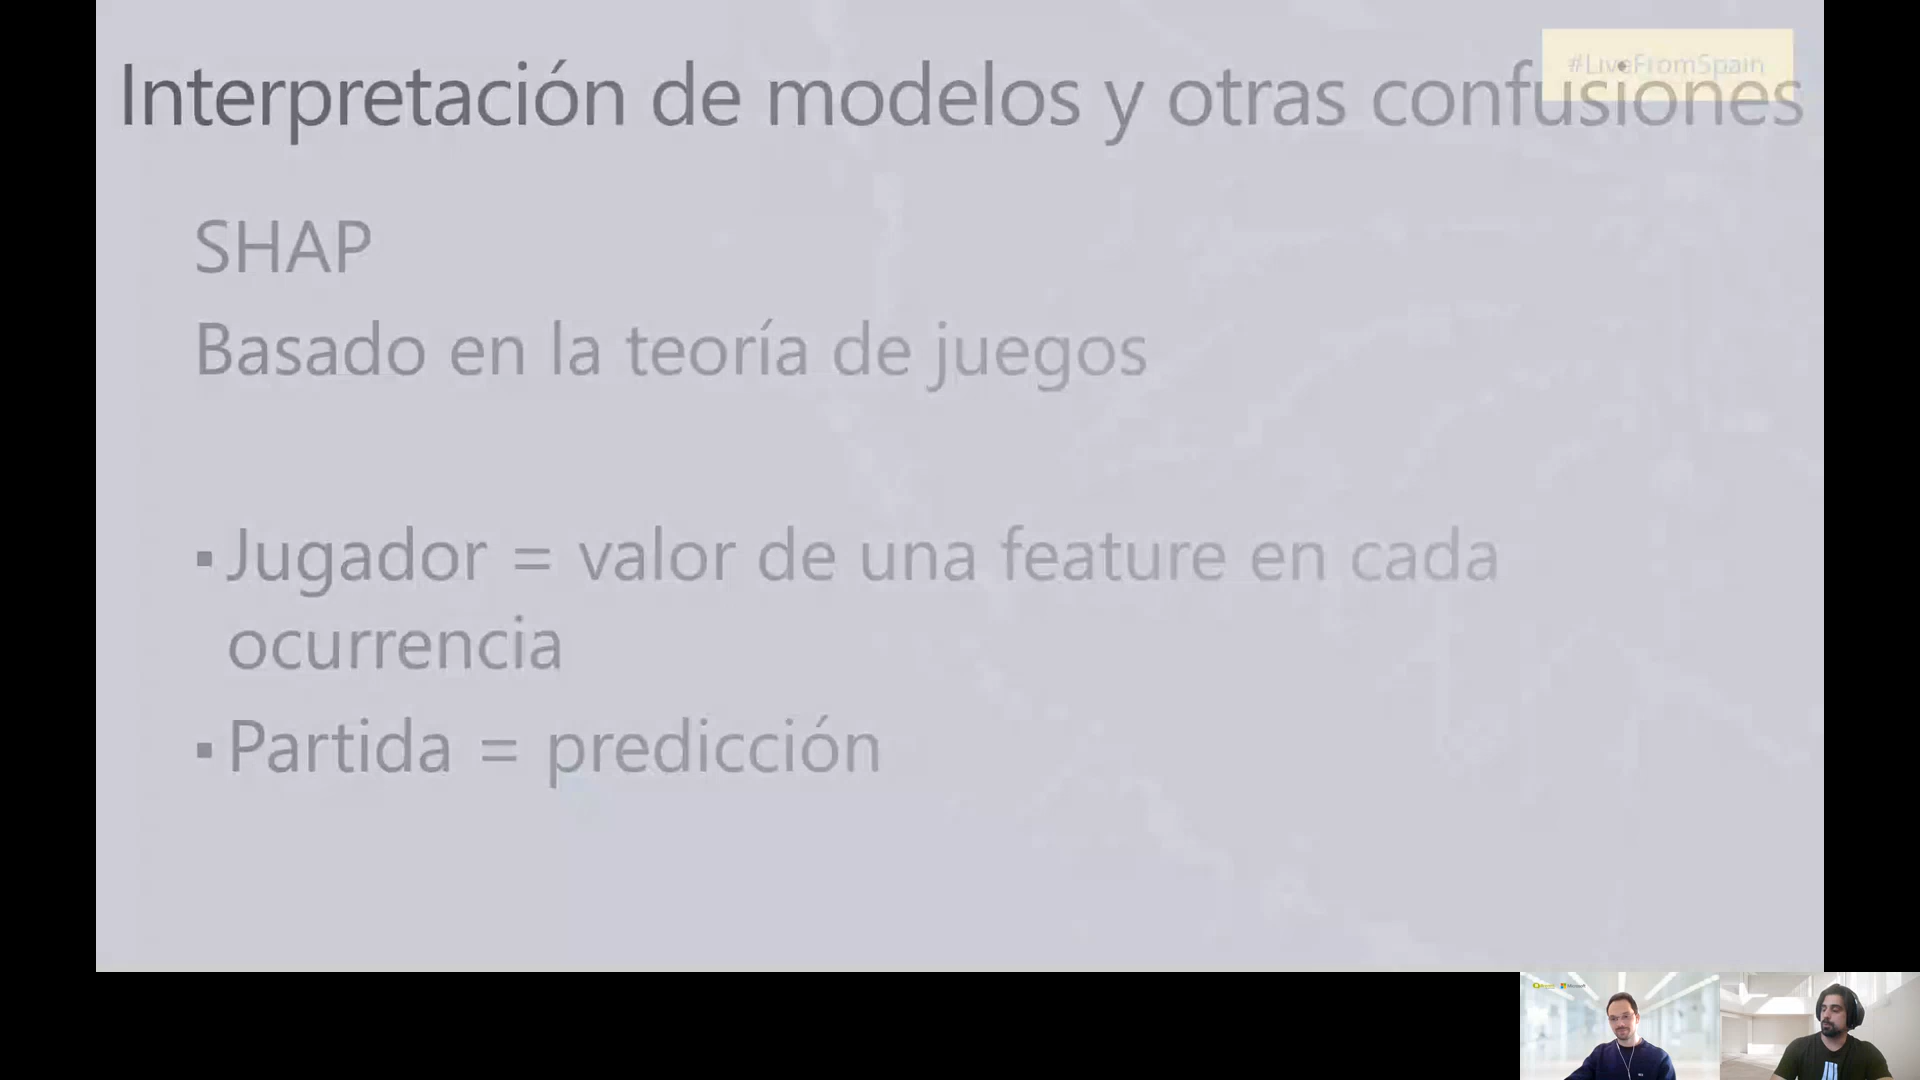 #LiveFromSpain
Interpretación de modelos y otras confusiones
SHAP
Basado en la teoría de juegos
▪ Jugador = valor de una feature en cada
ocurrencia
▪ Partida = predicción
Microsoft